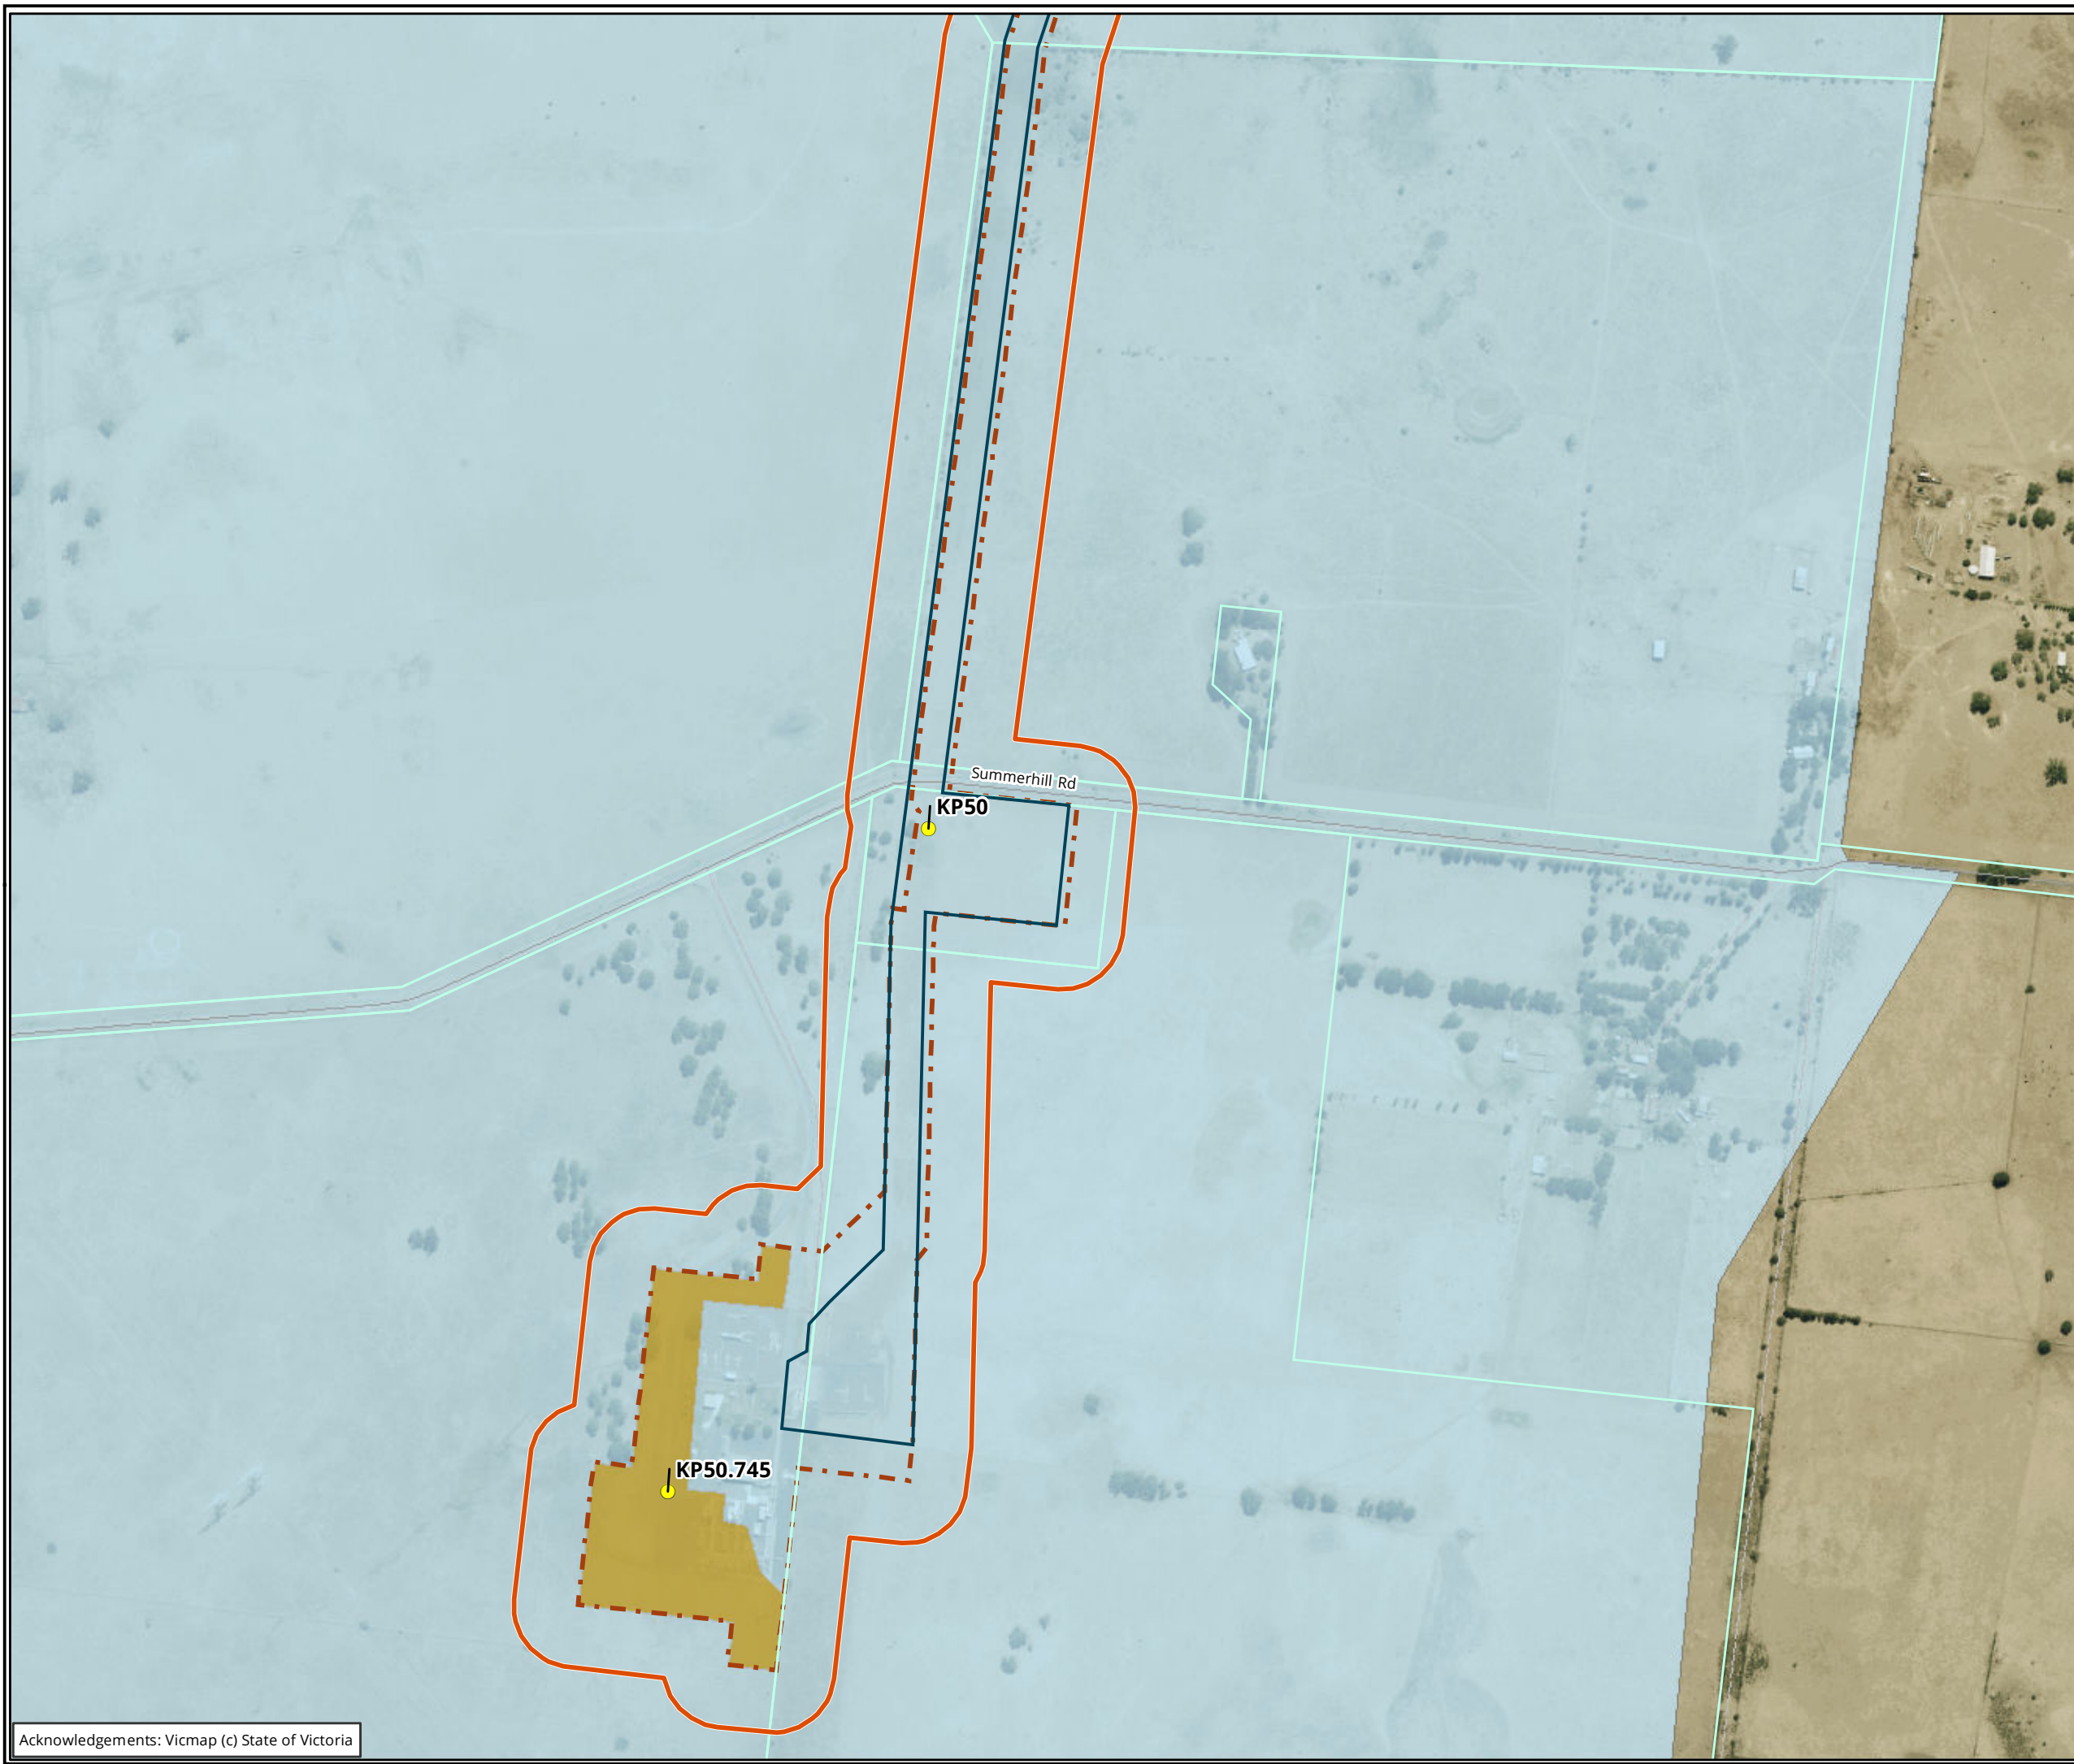 Summerhill Rd
KP50
KP50.745
Acknowledgements: Vicmap (c) State of Victoria